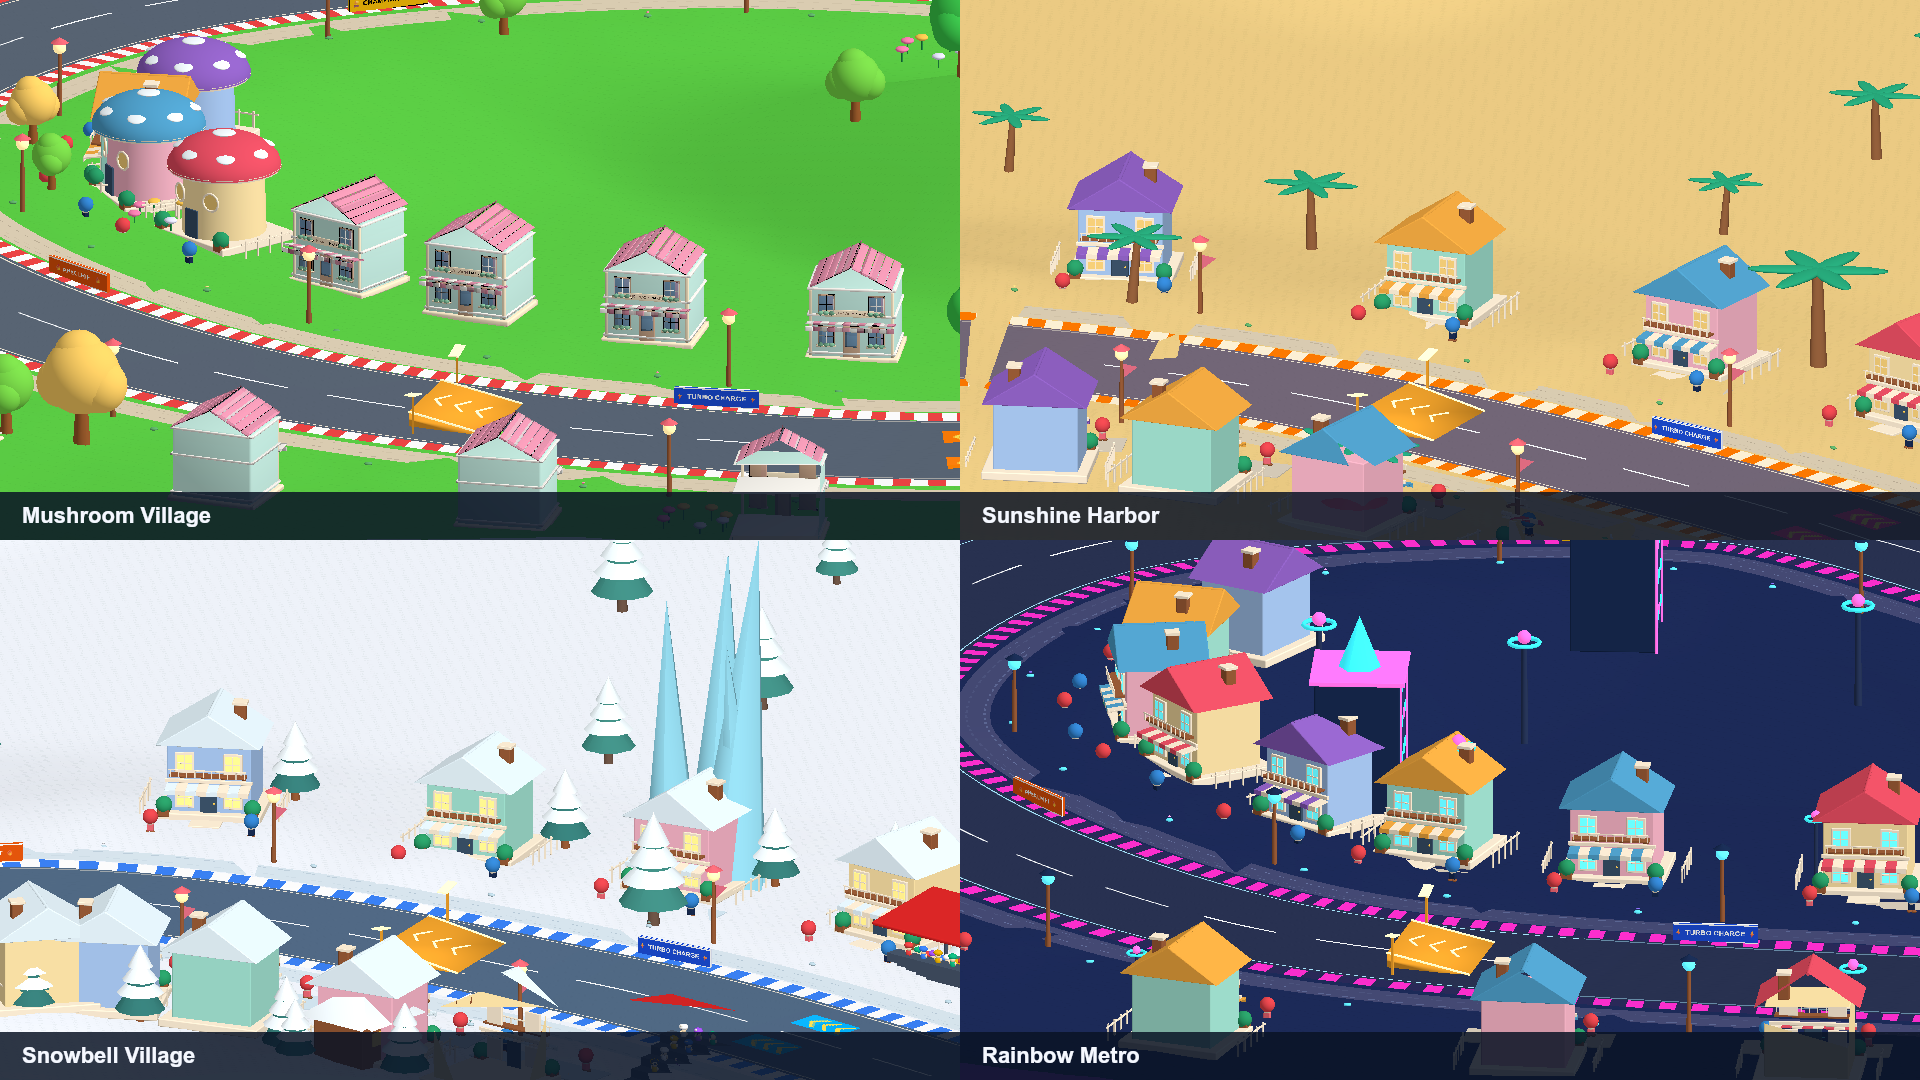 TURBO CHARGE
Mushroom Village
TURBO CHARGE
Sunshine Harbor
TURBO CHARGE
Snowbell Village
TURBO CHARGE
Rainbow Metro